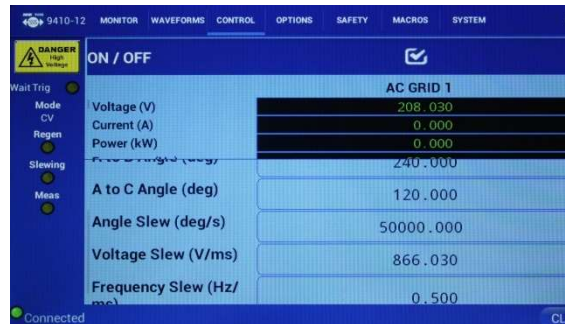 9410-12 MONITOR WAVEFORMS CONTROL OPTIONS SAFETY MACROS SYSTEM
DANGER
High
Voltage
ON / OFF
Wait Trig
AC GRID 1
Mode
CV
Regen
Slewing
Meas
Voltage (V) 208.030
Current (A) 0.000
Power (kW) 0.000
240.000
A to C Angle (deg) 120.000
Angle Slew (deg/s) 50000.000
Voltage Slew (V/ms) 866.030
Frequency Slew (Hz/ 0.500
Connected